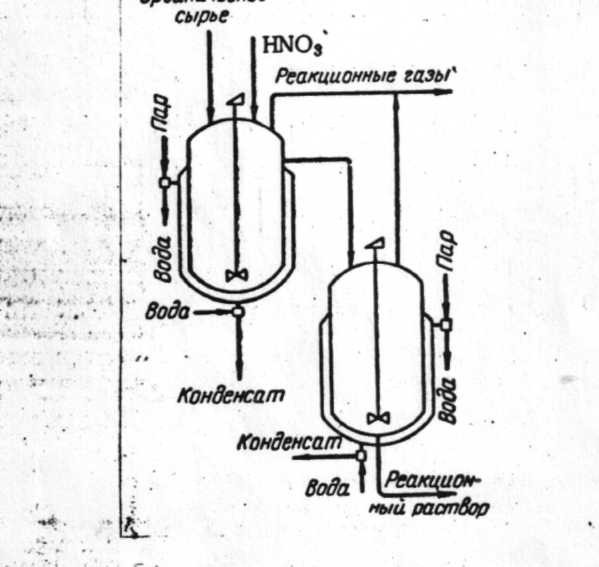 сырье
HNO₃
Реакционные газы
Пар
Вода
Вода
Конденсат
Пар
Вода
Конденсат
Вода
Реакцион-
ный раствор